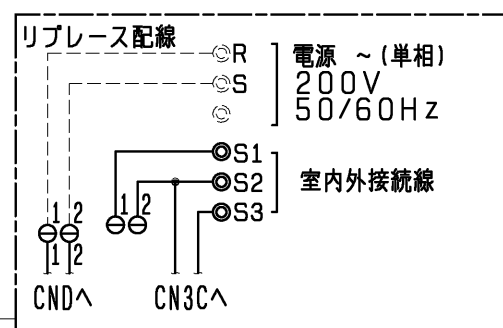 リプレース配線
R
S
電源 ~(単相)
200V
50/60Hz
S1
S2
S3
室内外接続線
1 2
1 2
1 2
CNDへ
CN3Cへ